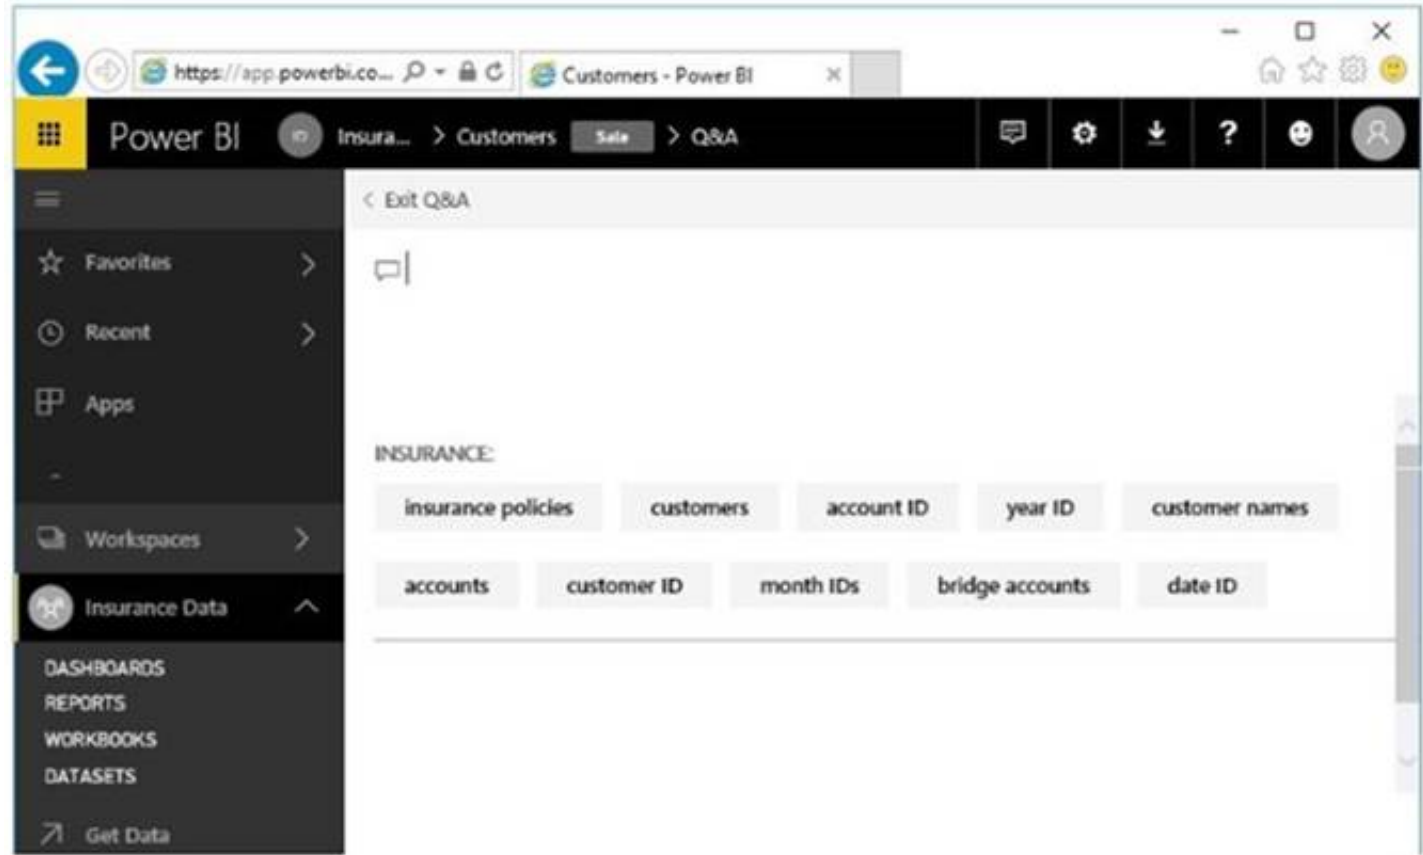 https://app.powerbi.co... Customers - Power BI
Power BI Insura... > Customers Sale > Q&A ?
< Exit Q&A
Favorites
Recent
Apps
INSURANCE:
insurance policies customers account ID year ID customer names
Workspaces
accounts customer ID month IDs bridge accounts date ID
Insurance Data
DASHBOARDS
REPORTS
WORKBOOKS
DATASETS
Get Data